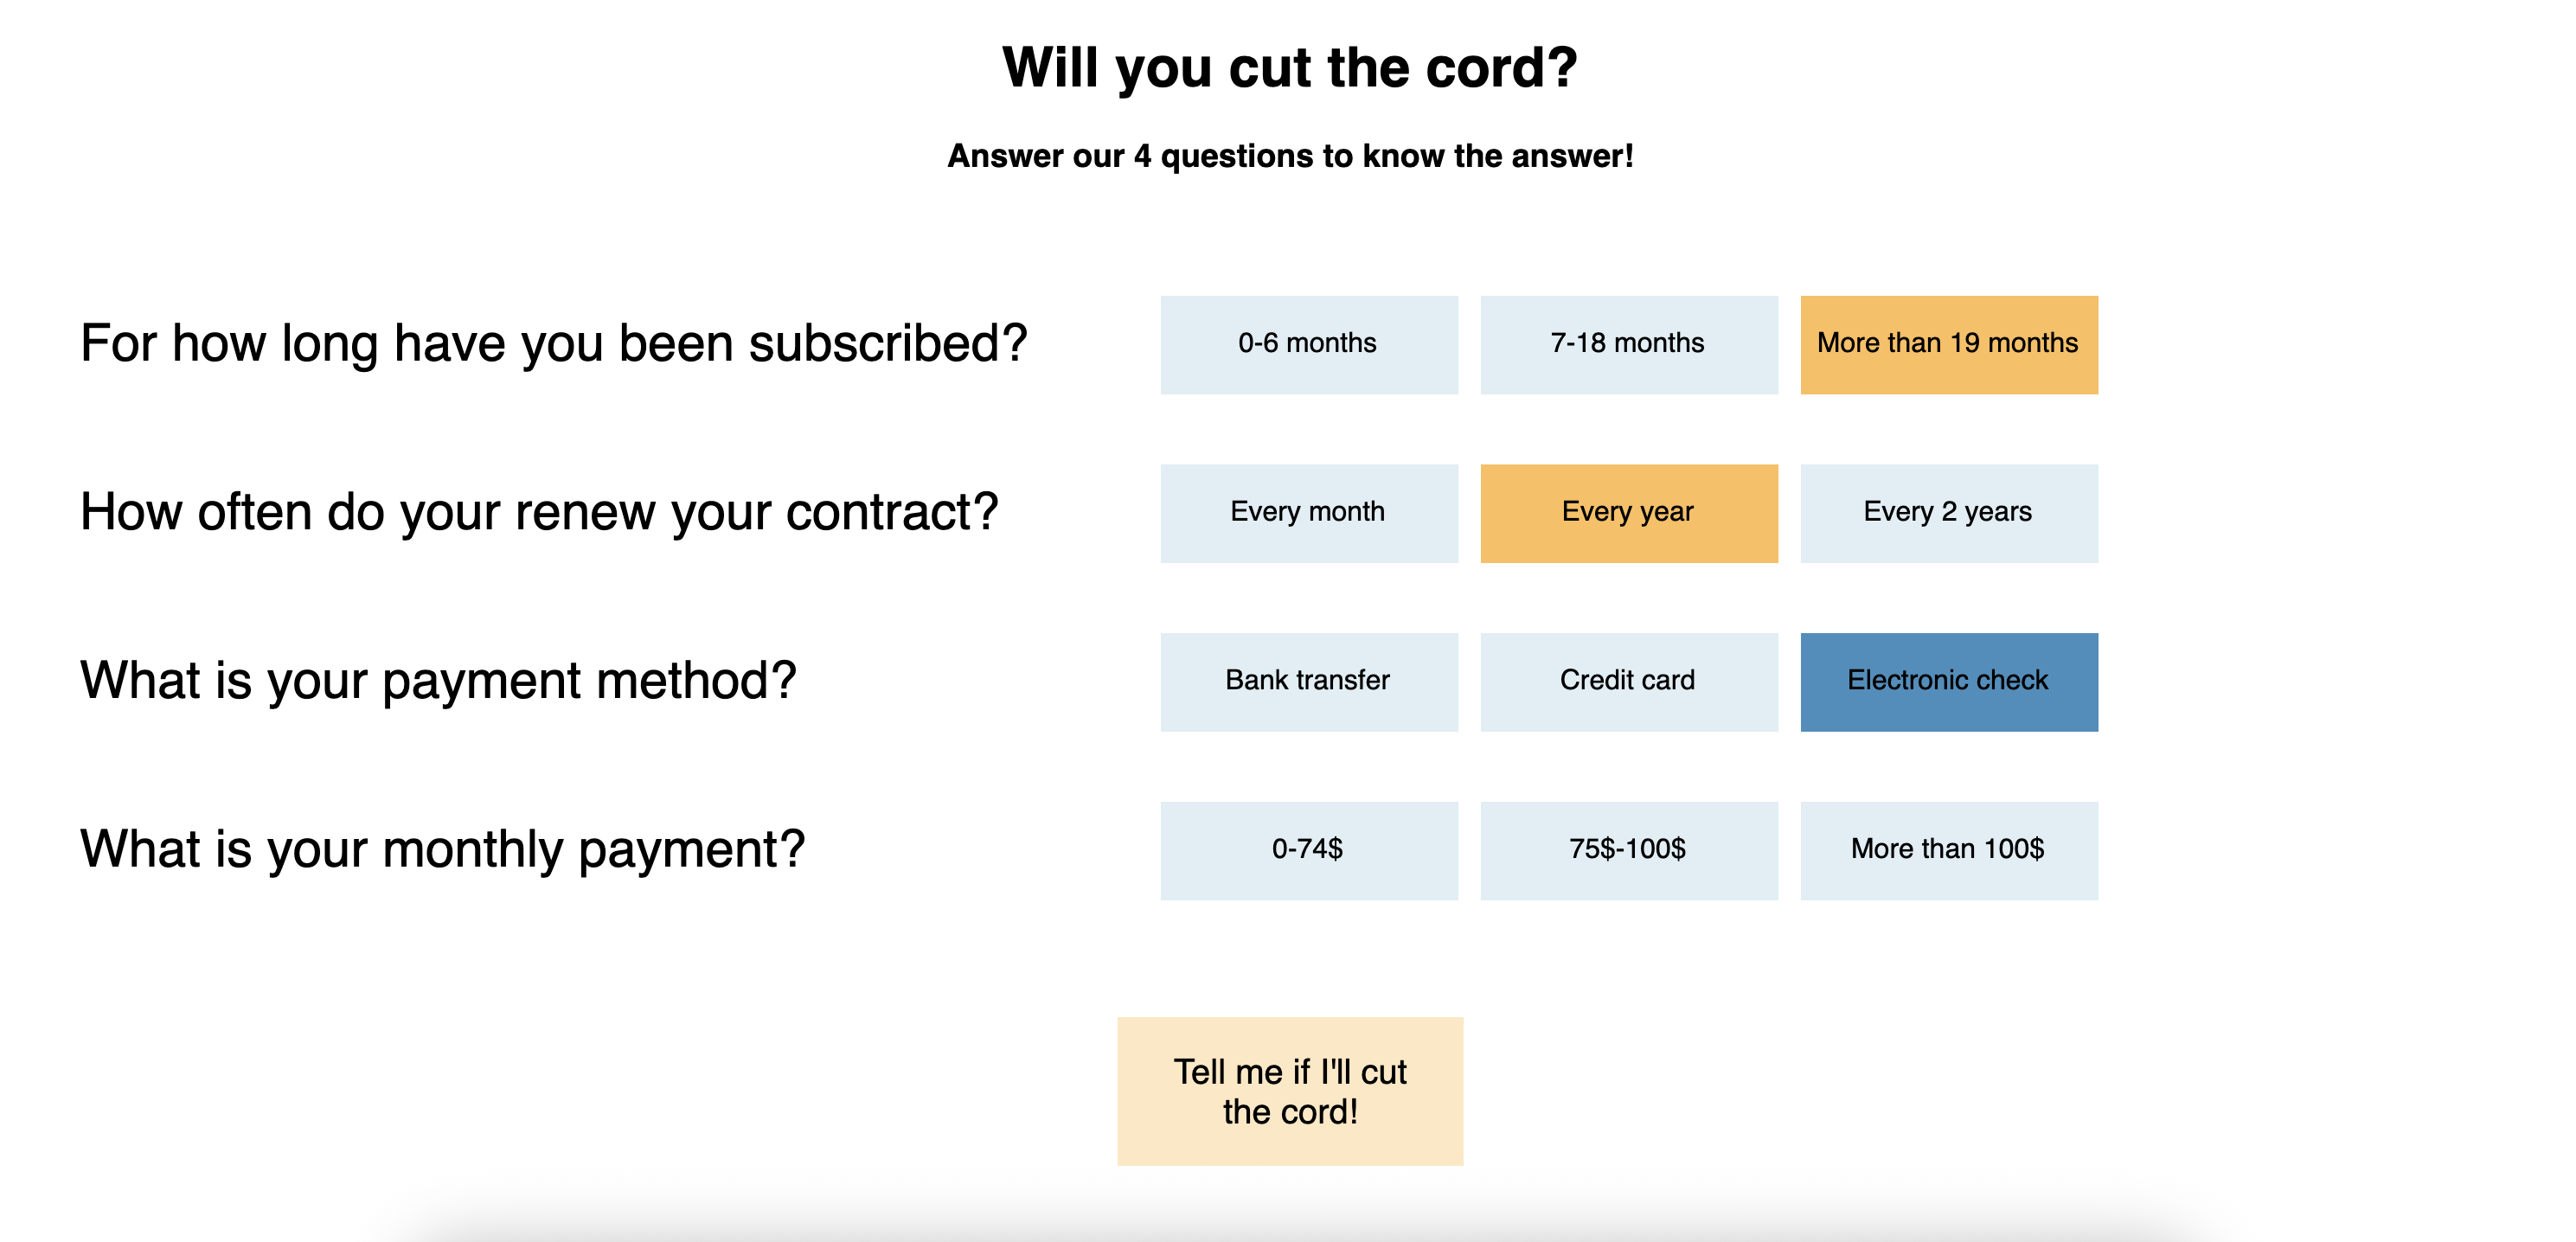 Will you cut the cord?
Answer our 4 questions to know the answer!
For how long have you been subscribed?
0-6 months
7-18 months
More than 19 months
How often do your renew your contract?
Every month
Every year
Every 2 years
What is your payment method?
Bank transfer
Credit card
Electronic check
What is your monthly payment?
0-74$
75$-100$
More than 100$
Tell me if I'll cut
the cord!